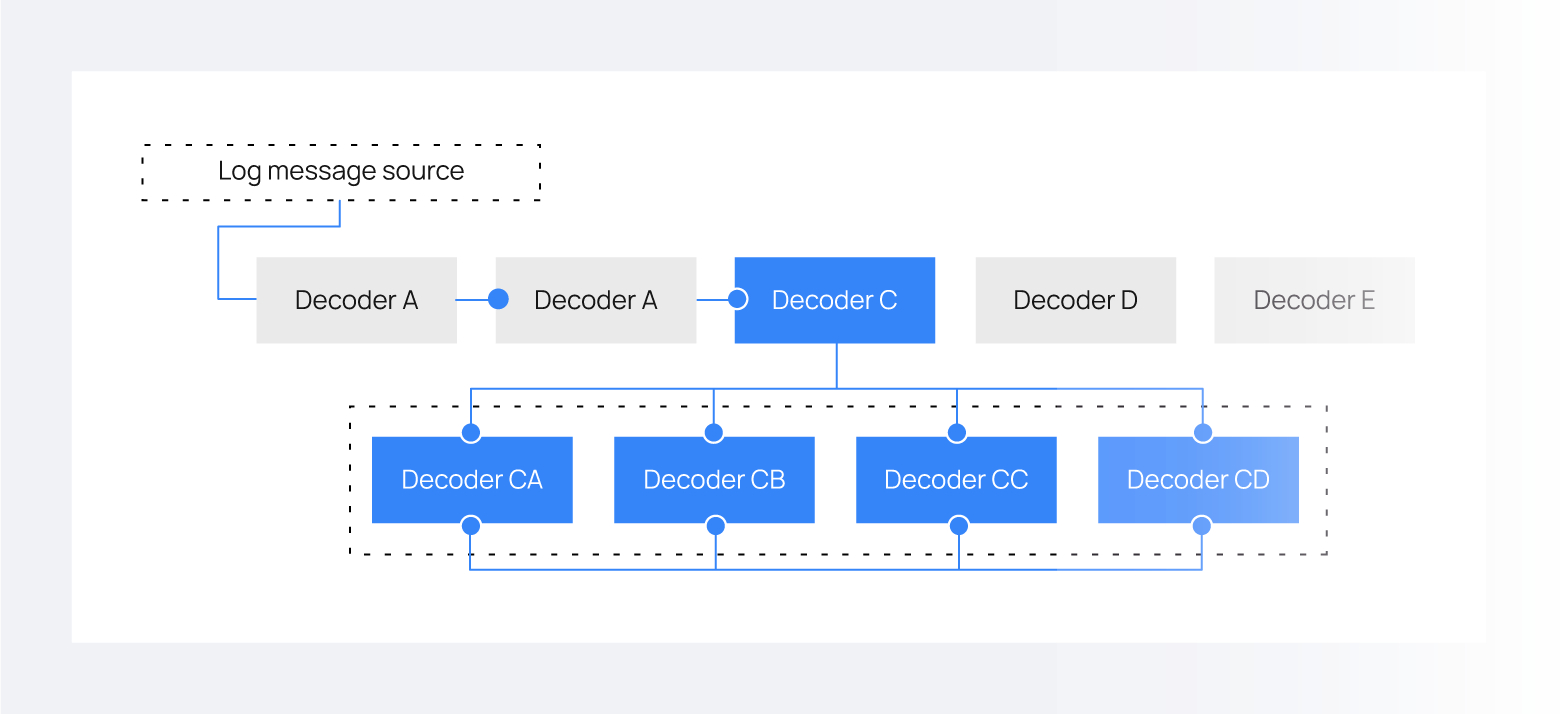 Log message source
Decoder A
Decoder A
Decoder C
Decoder D
Decoder E
Decoder CA
Decoder CB
Decoder CC
Decoder CD